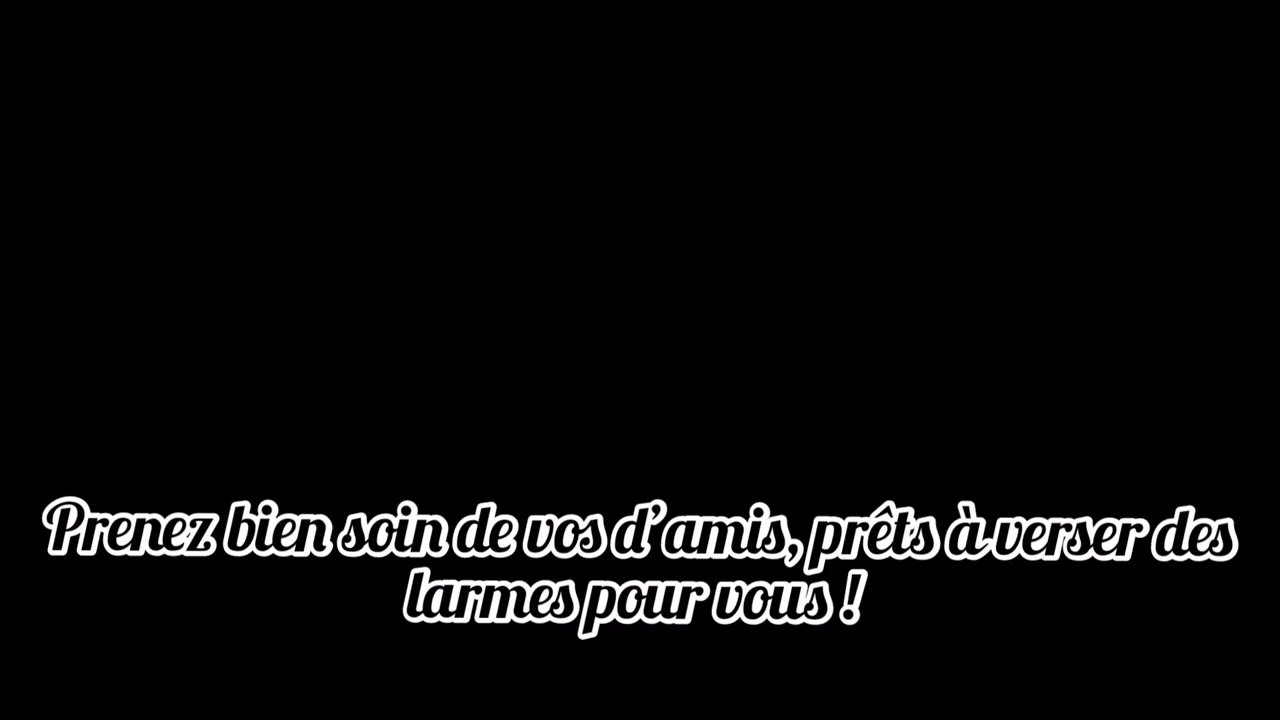 Prenez bien soin de vos d'amis, prêts à verser des
larmes pour vous !